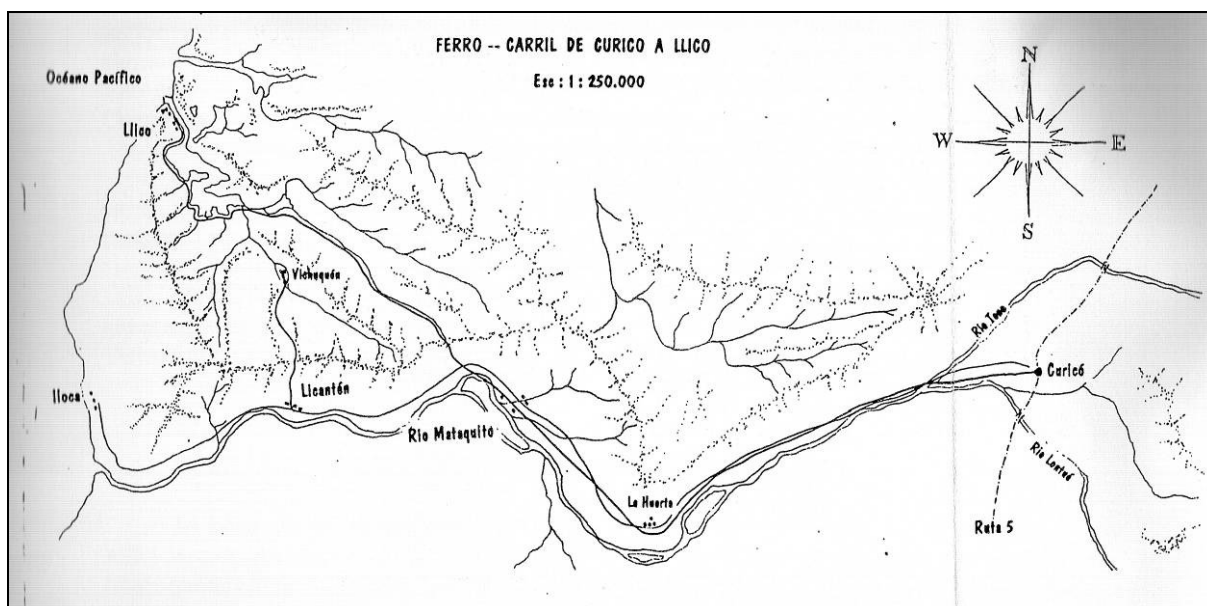 FERRO -- CARRIL DE CURICO A LLICO
Esc : 1 : 250.000
Océano Pacífico
Llico
N
W
E
S
Vichuquén
Río Teno
Curicó
Iloca
Licantén
Río Mataquito
Río Lontué
La Huerta
Ruta 5